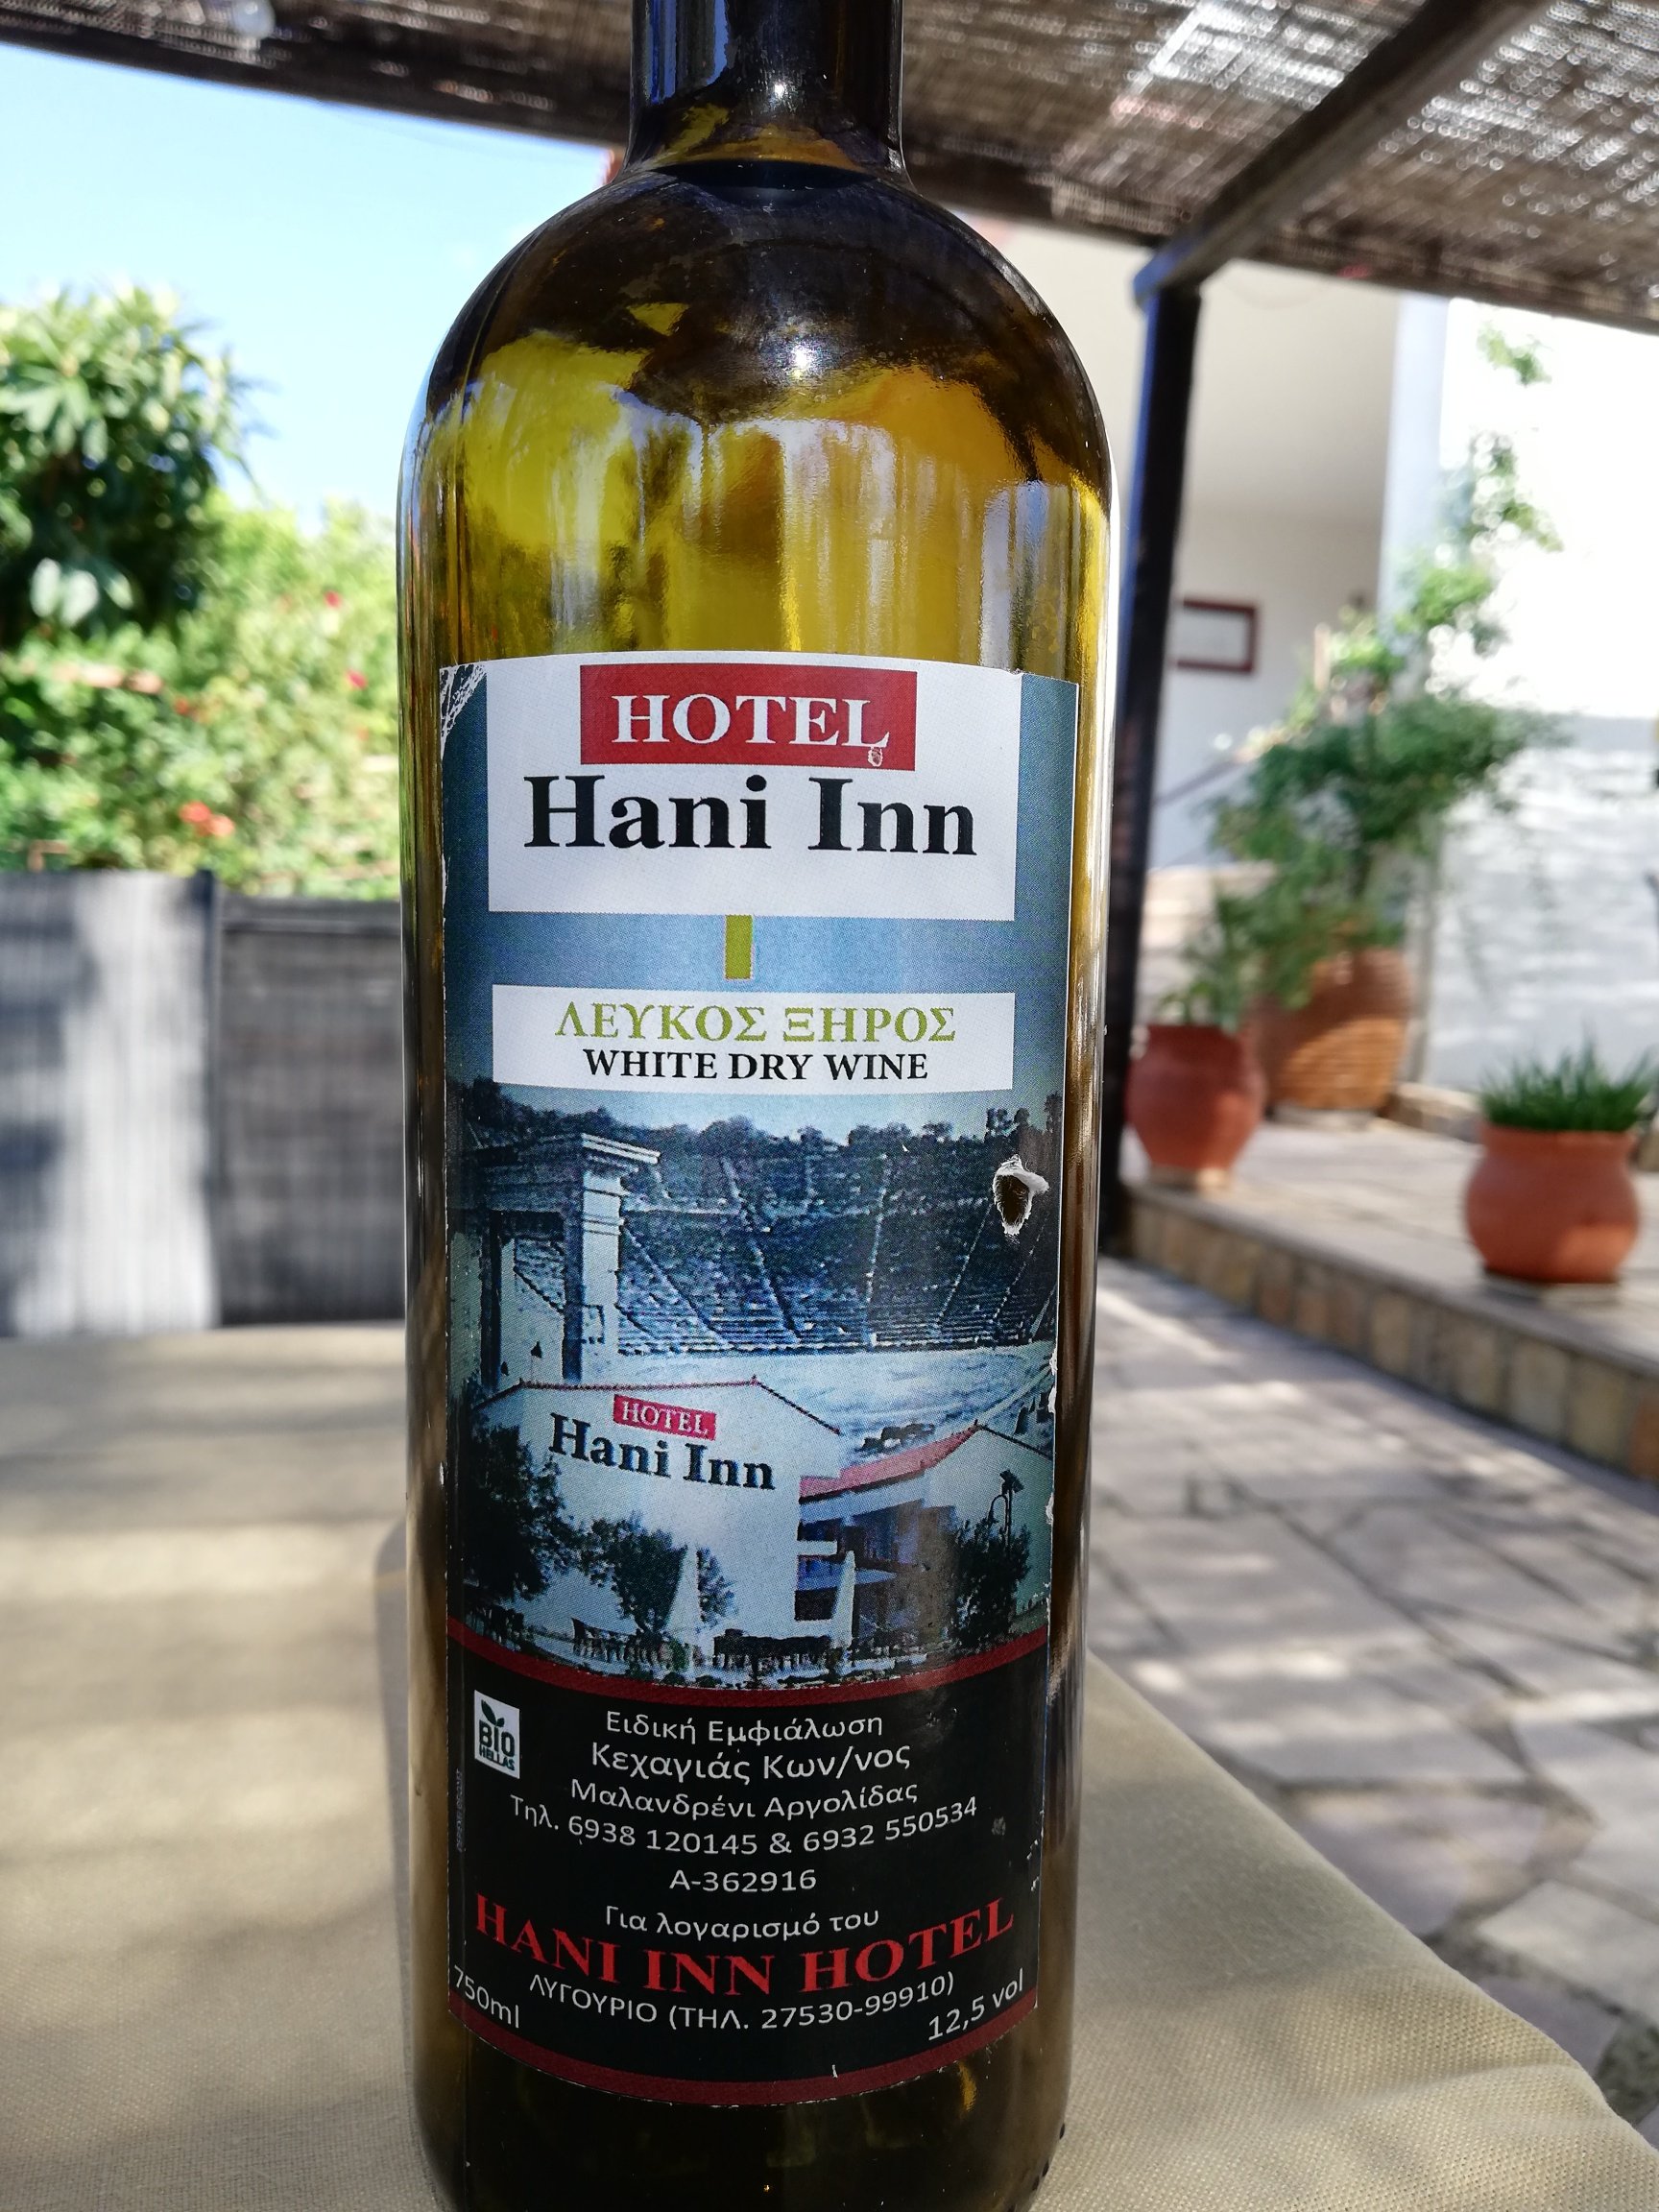 HOTEL
Hani Inn
ΛΕΥΚΟΣ ΞΗΡΟΣ
WHITE DRY WINE
HOTEL
Hani Inn
BIO
HELLAS
Ειδική Εμφιάλωση
Κεχαγιάς Κων/νος
Μαλανδρένι Αργολίδας
Τηλ. 6938 120145 & 6932 550534
Α-362916
Για λογαρισμό του
HANI INN HOTEL
ΛΥΓΟΥΡΙΟ (ΤΗΛ. 27530-99910)
750ml
12,5 vol